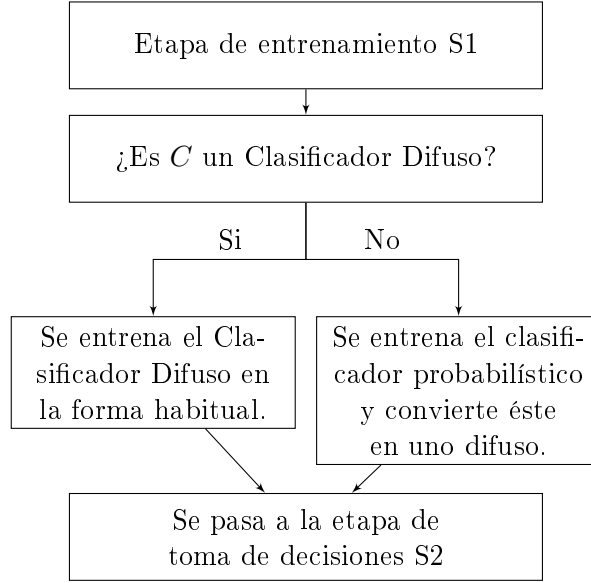 Etapa de entrenamiento S1
¿Es C un Clasificador Difuso?
Si
No
Se entrena el Cla-
sificador Difuso en
la forma habitual.
Se entrena el clasifi-
cador probabilístico
y convierte éste
en uno difuso.
Se pasa a la etapa de
toma de decisiones S2